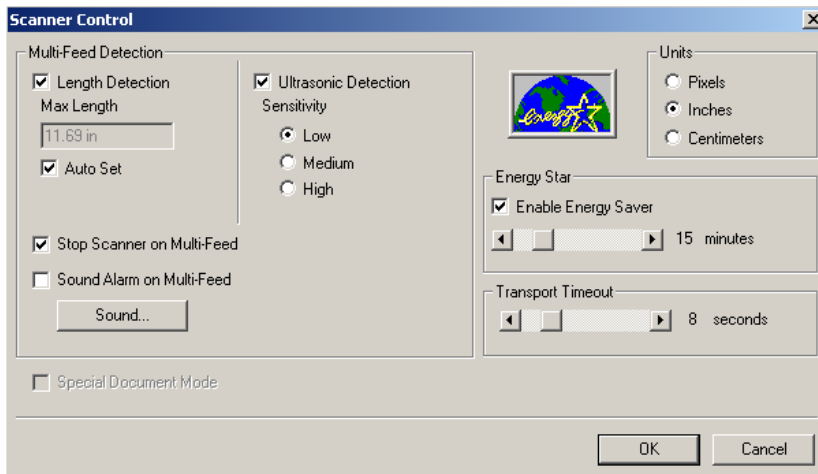 Scanner Control
Multi-Feed Detection
Length Detection
Max Length
11.69 in
Auto Set
Ultrasonic Detection
Sensitivity
Low
Medium
High
Stop Scanner on Multi-Feed
Sound Alarm on Multi-Feed
Sound...
energy
Units
Pixels
Inches
Centimeters
Energy Star
Enable Energy Saver
15 minutes
Transport Timeout
8 seconds
Special Document Mode
OK Cancel